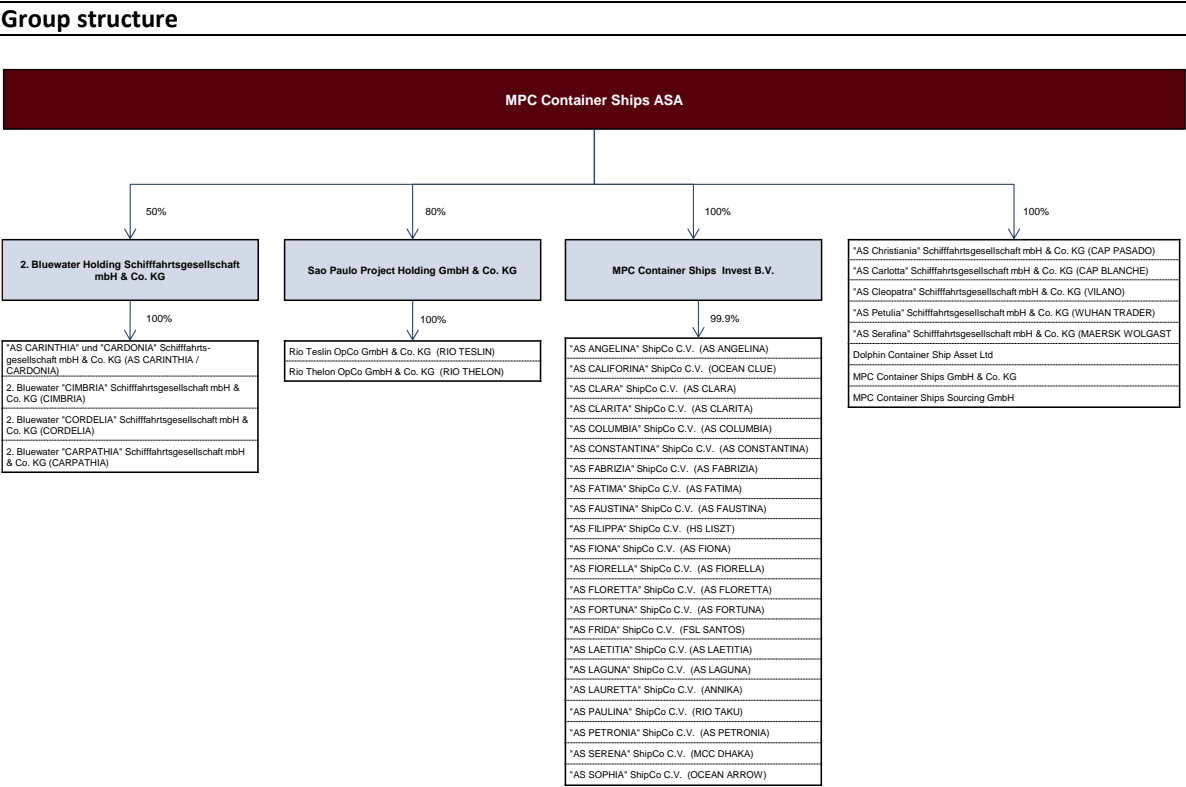 Group structure
MPC Container Ships ASA
50%
80%
100%
100%
2. Bluewater Holding Schifffahrtsgesellschaft
mbH & Co. KG
Sao Paulo Project Holding GmbH & Co. KG
MPC Container Ships Invest B.V.
100%
100%
99.9%
"AS CARINTHIA" und "CARDONIA" Schifffahrts-
gesellschaft mbH & Co. KG (AS CARINTHIA /
CARDONIA)
2. Bluewater "CIMBRIA" Schifffahrtsgesellschaft mbH &
Co. KG (CIMBRIA)
2. Bluewater "CORDELIA" Schifffahrtsgesellschaft mbH &
Co. KG (CORDELIA)
2. Bluewater "CARPATHIA" Schifffahrtsgesellschaft mbH
& Co. KG (CARPATHIA)
Rio Teslin OpCo GmbH & Co. KG (RIO TESLIN)
Rio Thelon OpCo GmbH & Co. KG (RIO THELON)
"AS ANGELINA" ShipCo C.V. (AS ANGELINA)
"AS CALIFORINA" ShipCo C.V. (OCEAN CLUE)
"AS CLARA" ShipCo C.V. (AS CLARA)
"AS CLARITA" ShipCo C.V. (AS CLARITA)
"AS COLUMBIA" ShipCo C.V. (AS COLUMBIA)
"AS CONSTANTINA" ShipCo C.V. (AS CONSTANTINA)
"AS FABRIZIA" ShipCo C.V. (AS FABRIZIA)
"AS FATIMA" ShipCo C.V. (AS FATIMA)
"AS FAUSTINA" ShipCo C.V. (AS FAUSTINA)
"AS FILIPPA" ShipCo C.V. (HS LISZT)
"AS FIONA" ShipCo C.V. (AS FIONA)
"AS FIORELLA" ShipCo C.V. (AS FIORELLA)
"AS FLORETTA" ShipCo C.V. (AS FLORETTA)
"AS FORTUNA" ShipCo C.V. (AS FORTUNA)
"AS FRIDA" ShipCo C.V. (FSL SANTOS)
"AS LAETITIA" ShipCo C.V. (AS LAETITIA)
"AS LAGUNA" ShipCo C.V. (AS LAGUNA)
"AS LAURETTA" ShipCo C.V. (ANNIKA)
"AS PAULINA" ShipCo C.V. (RIO TAKU)
"AS PETRONIA" ShipCo C.V. (AS PETRONIA)
"AS SERENA" ShipCo C.V. (MCC DHAKA)
"AS SOPHIA" ShipCo C.V. (OCEAN ARROW)
"AS Christiania" Schifffahrtsgesellschaft mbH & Co. KG (CAP PASADO)
"AS Carlotta" Schifffahrtsgesellschaft mbH & Co. KG (CAP BLANCHE)
"AS Cleopatra" Schifffahrtsgesellschaft mbH & Co. KG (VILANO)
"AS Petulia" Schifffahrtsgesellschaft mbH & Co. KG (WUHAN TRADER)
"AS Serafina" Schifffahrtsgesellschaft mbH & Co. KG (MAERSK WOLGAST
Dolphin Container Ship Asset Ltd
MPC Container Ships GmbH & Co. KG
MPC Container Ships Sourcing GmbH